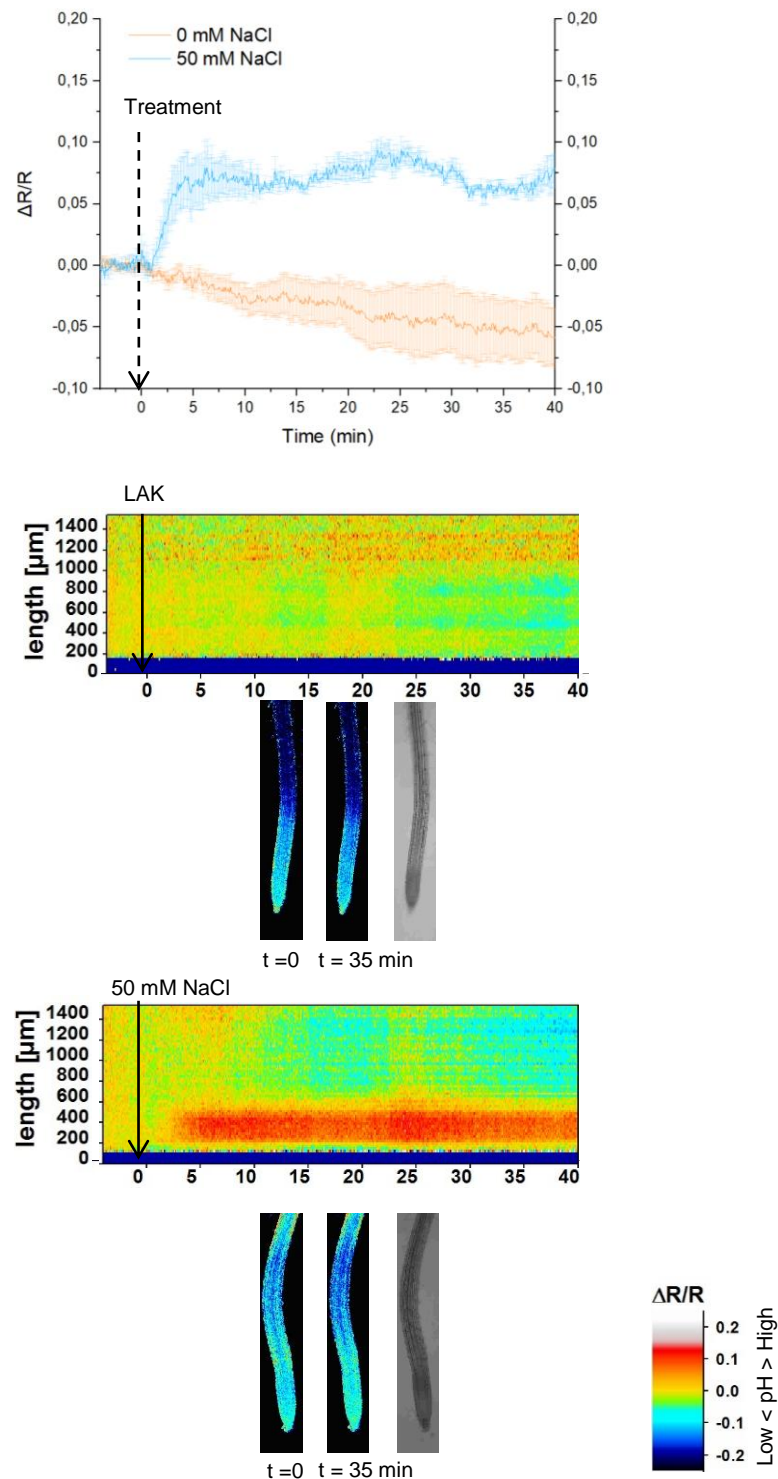 0,20 0,20
0 mM NaCl
50 mM NaCl
0,15 0,15
Treatment
0,10 0,10
ΔR/R
0,05 0,05
0,00 0,00
-0,05 -0,05
-0,10 -0,10
0 5 10 15 20 25 30 35 40
Time (min)
LAK
length [µm]
1400
1200
1000
800
600
400
200
0
0 5 10 15 20 25 30 35 40
t =0 t = 35 min
50 mM NaCl
length [µm]
1400
1200
1000
800
600
400
200
0
0 5 10 15 20 25 30 35 40
t =0 t = 35 min
ΔR/R
0.2
0.1
0.0
-0.1
-0.2
Low < pH > High